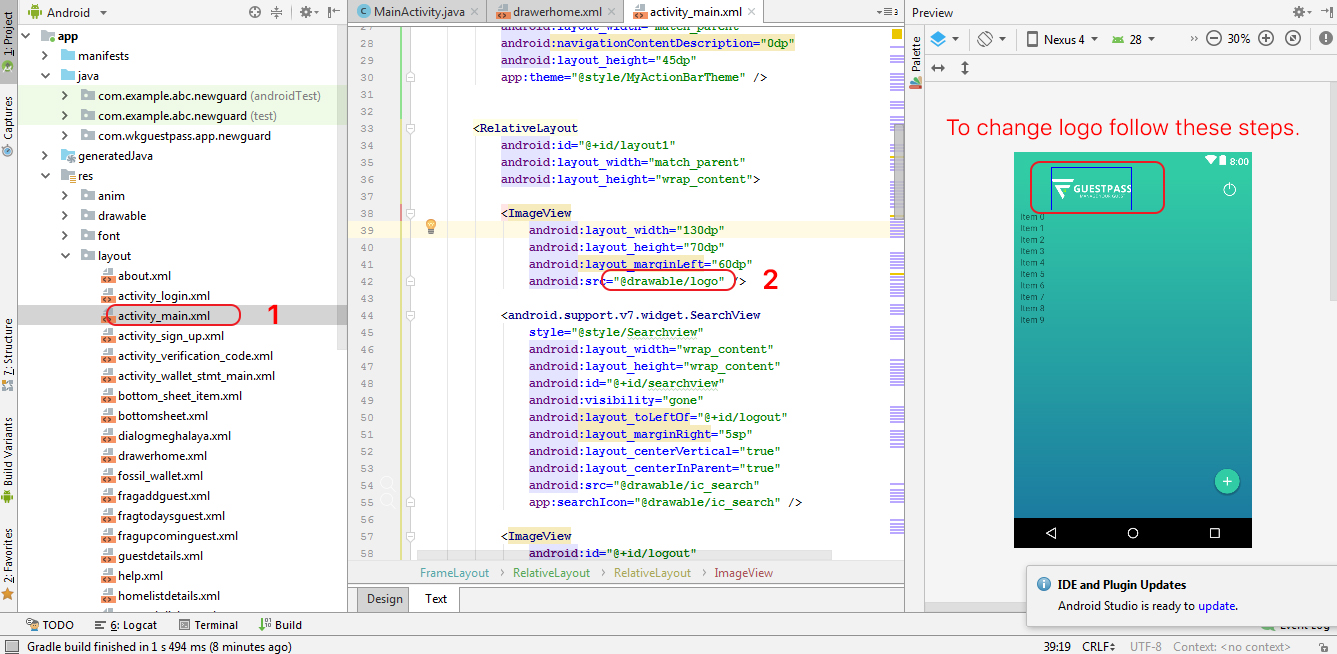 Android
MainActivity.java
drawerhome.xml
activity_main.xml
3
Preview
1: Project
Captures
7: Structure
Build Variants
2: Favorites
app
manifests
java
com.example.abc.newguard (androidTest)
com.example.abc.newguard (test)
com.wkguestpass.app.newguard
generatedJava
res
anim
drawable
font
layout
about.xml
activity_login.xml
activity_main.xml
1
activity_sign_up.xml
activity_verification_code.xml
activity_wallet_stmt_main.xml
bottom_sheet_item.xml
bottomsheet.xml
dialogmeghalaya.xml
drawerhome.xml
fossil_wallet.xml
fragaddguest.xml
fragtodaysguest.xml
fragupcominguest.xml
guestdetails.xml
help.xml
homelistdetails.xml
27 android:layout_width="match_parent"
28 android:navigationContentDescription="0dp"
29 android:layout_height="45dp"
30 app:theme="@style/MyActionBarTheme" />
31
32
33 <RelativeLayout
34 android:id="@+id/layout1"
35 android:layout_width="match_parent"
36 android:layout_height="wrap_content">
37
38 <ImageView
39 android:layout_width="130dp"
40 android:layout_height="70dp"
41 android:layout_marginLeft="60dp"
42 android:src="@drawable/logo" />
2
43
44 <android.support.v7.widget.SearchView
45 style="@style/Searchview"
46 android:layout_width="wrap_content"
47 android:layout_height="wrap_content"
48 android:id="@+id/searchview"
49 android:visibility="gone"
50 android:layout_toLeftOf="@+id/logout"
51 android:layout_marginRight="5sp"
52 android:layout_centerVertical="true"
53 android:layout_centerInParent="true"
54 android:src="@drawable/ic_search"
55 app:searchIcon="@drawable/ic_search" />
56
57 <ImageView
58 android:id="@+id/logout"
FrameLayout RelativeLayout RelativeLayout ImageView
Design Text
Palette
Nexus 4
28
30%
To change logo follow these steps.
8:00
GUESTPASS
Item 0
Item 1
Item 2
Item 3
Item 4
Item 5
Item 6
Item 7
Item 8
Item 9
IDE and Plugin Updates
Android Studio is ready to update.
TODO
6: Logcat
Terminal
Build
Event Log
Gradle build finished in 1 s 494 ms (8 minutes ago)
39:19 CRLF UTF-8 Context: <no context>